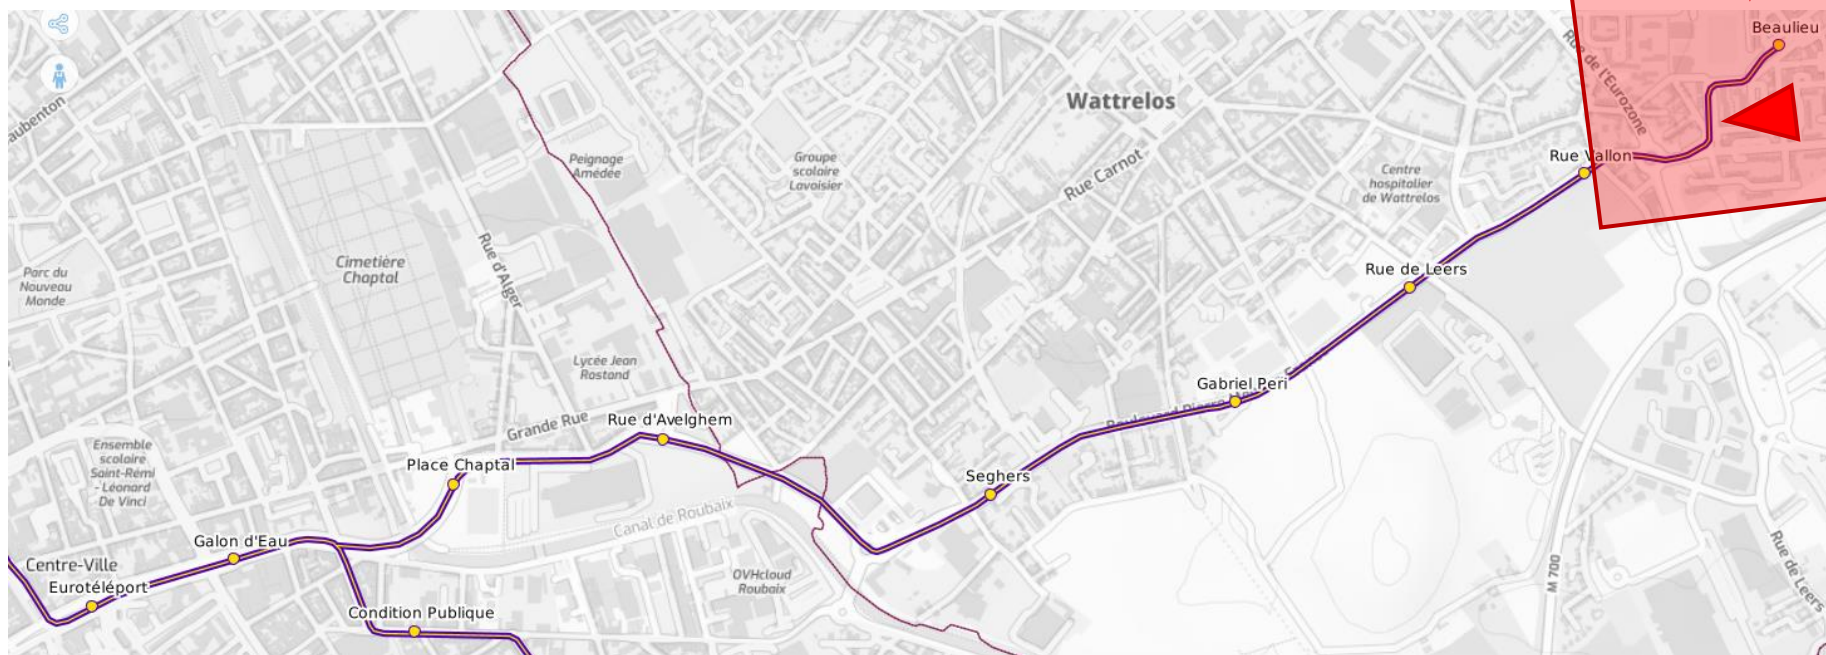 Beaulieu
Rue de l'Eurozone
Wattrelos
aubenton
Peignage
Amédée
Groupe
scolaire
Lavoisier
Rue Carnot
Rue Vallon
Centre
hospitalier
de Wattrelos
Parc du
Nouveau
Monde
Cimetière
Chaptal
Rue d'Alger
Rue de Leers
Lycée Jean
Rostand
Gabriel Peri
Grande Rue
Rue d'Avelghem
Ensemble
scolaire
Saint-Rémi
- Léonard
De Vinci
Place Chaptal
Seghers
Canal de Roubaix
Galon d'Eau
Centre-Ville
Eurotéléport
OVHcloud
Roubaix
Condition Publique
M 700
Rue de Leers